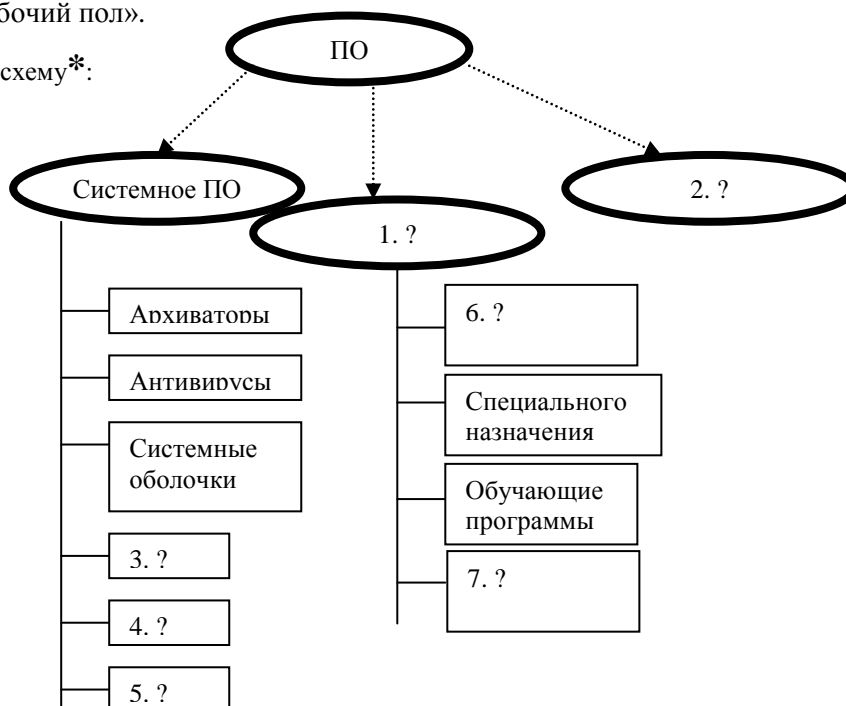 бочий пол».
схему*:
ПО
Системное ПО
2. ?
1. ?
Архиваторы
Антивирусы
Системные
оболочки
3. ?
4. ?
5. ?
6. ?
Специального
назначения
Обучающие
программы
7. ?